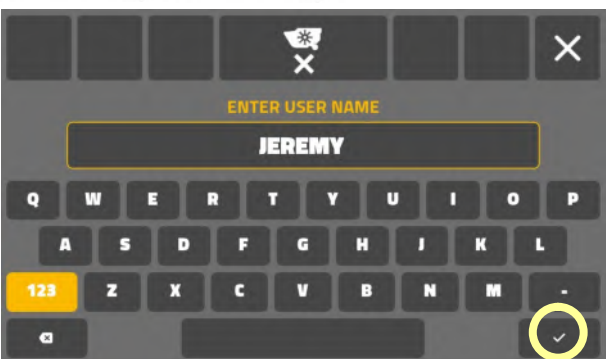 ENTER USER NAME
JEREMY
Q W E R T Y U I O P
A S D F G H J K L
123 Z X C V B N M -